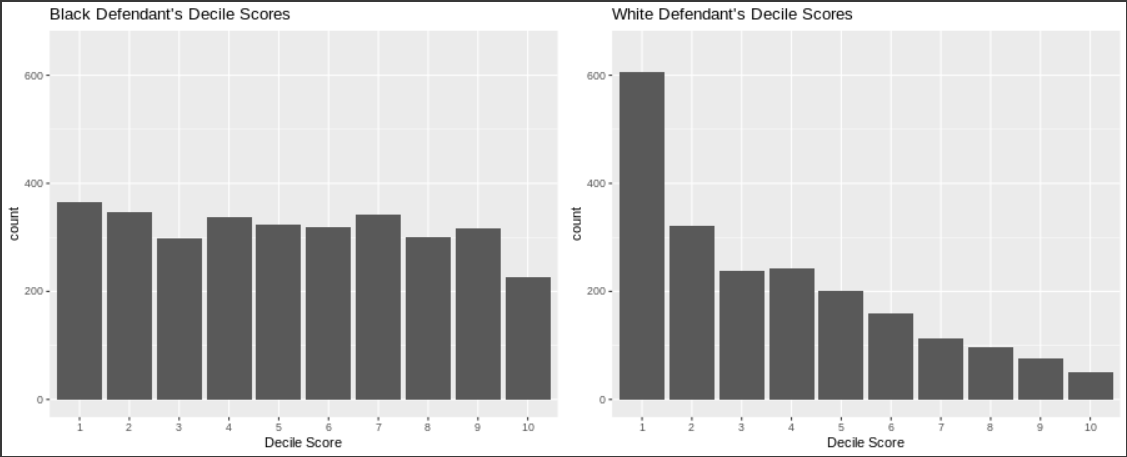 Black Defendant's Decile Scores
600
400
200
0
count
1 2 3 4 5 6 7 8 9 10
Decile Score
White Defendant's Decile Scores
600
400
200
0
count
1 2 3 4 5 6 7 8 9 10
Decile Score